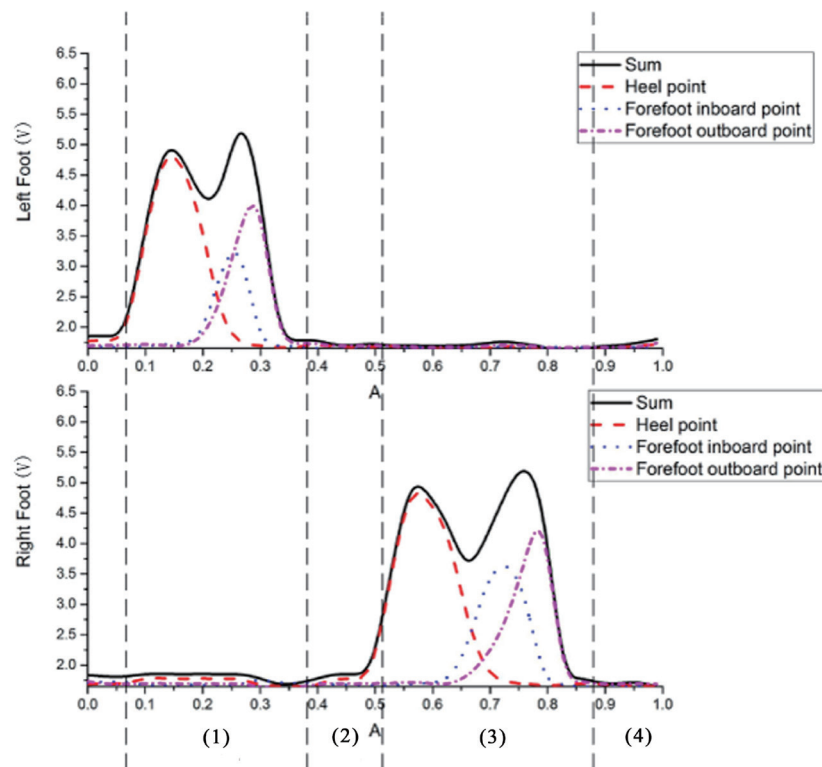 6.5
6.0
5.5
5.0
4.5
4.0
3.5
3.0
2.5
2.0
Left Foot (V)
Sum
Heel point
Forefoot inboard point
Forefoot outboard point
0.0 0.1 0.2 0.3 0.4 0.5 0.6 0.7 0.8 0.9 1.0
A
6.5
6.0
5.5
5.0
4.5
4.0
3.5
3.0
2.5
2.0
Right Foot (V)
Sum
Heel point
Forefoot inboard point
Forefoot outboard point
0.0 0.1 0.2 0.3 0.4 0.5 0.6 0.7 0.8 0.9 1.0
A
(1) (2) (3) (4)